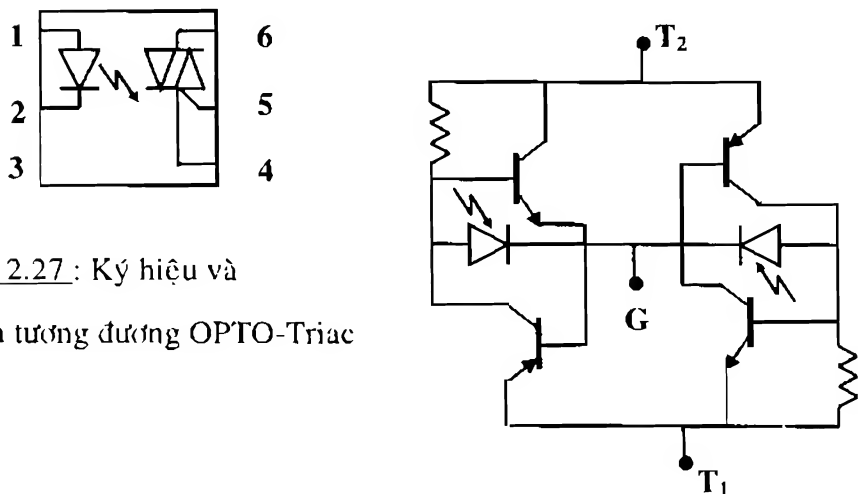 1 6
2 5
3 4
2.27 : Ký hiệu và
tương đương OPTO-Triac
T2
G
T1